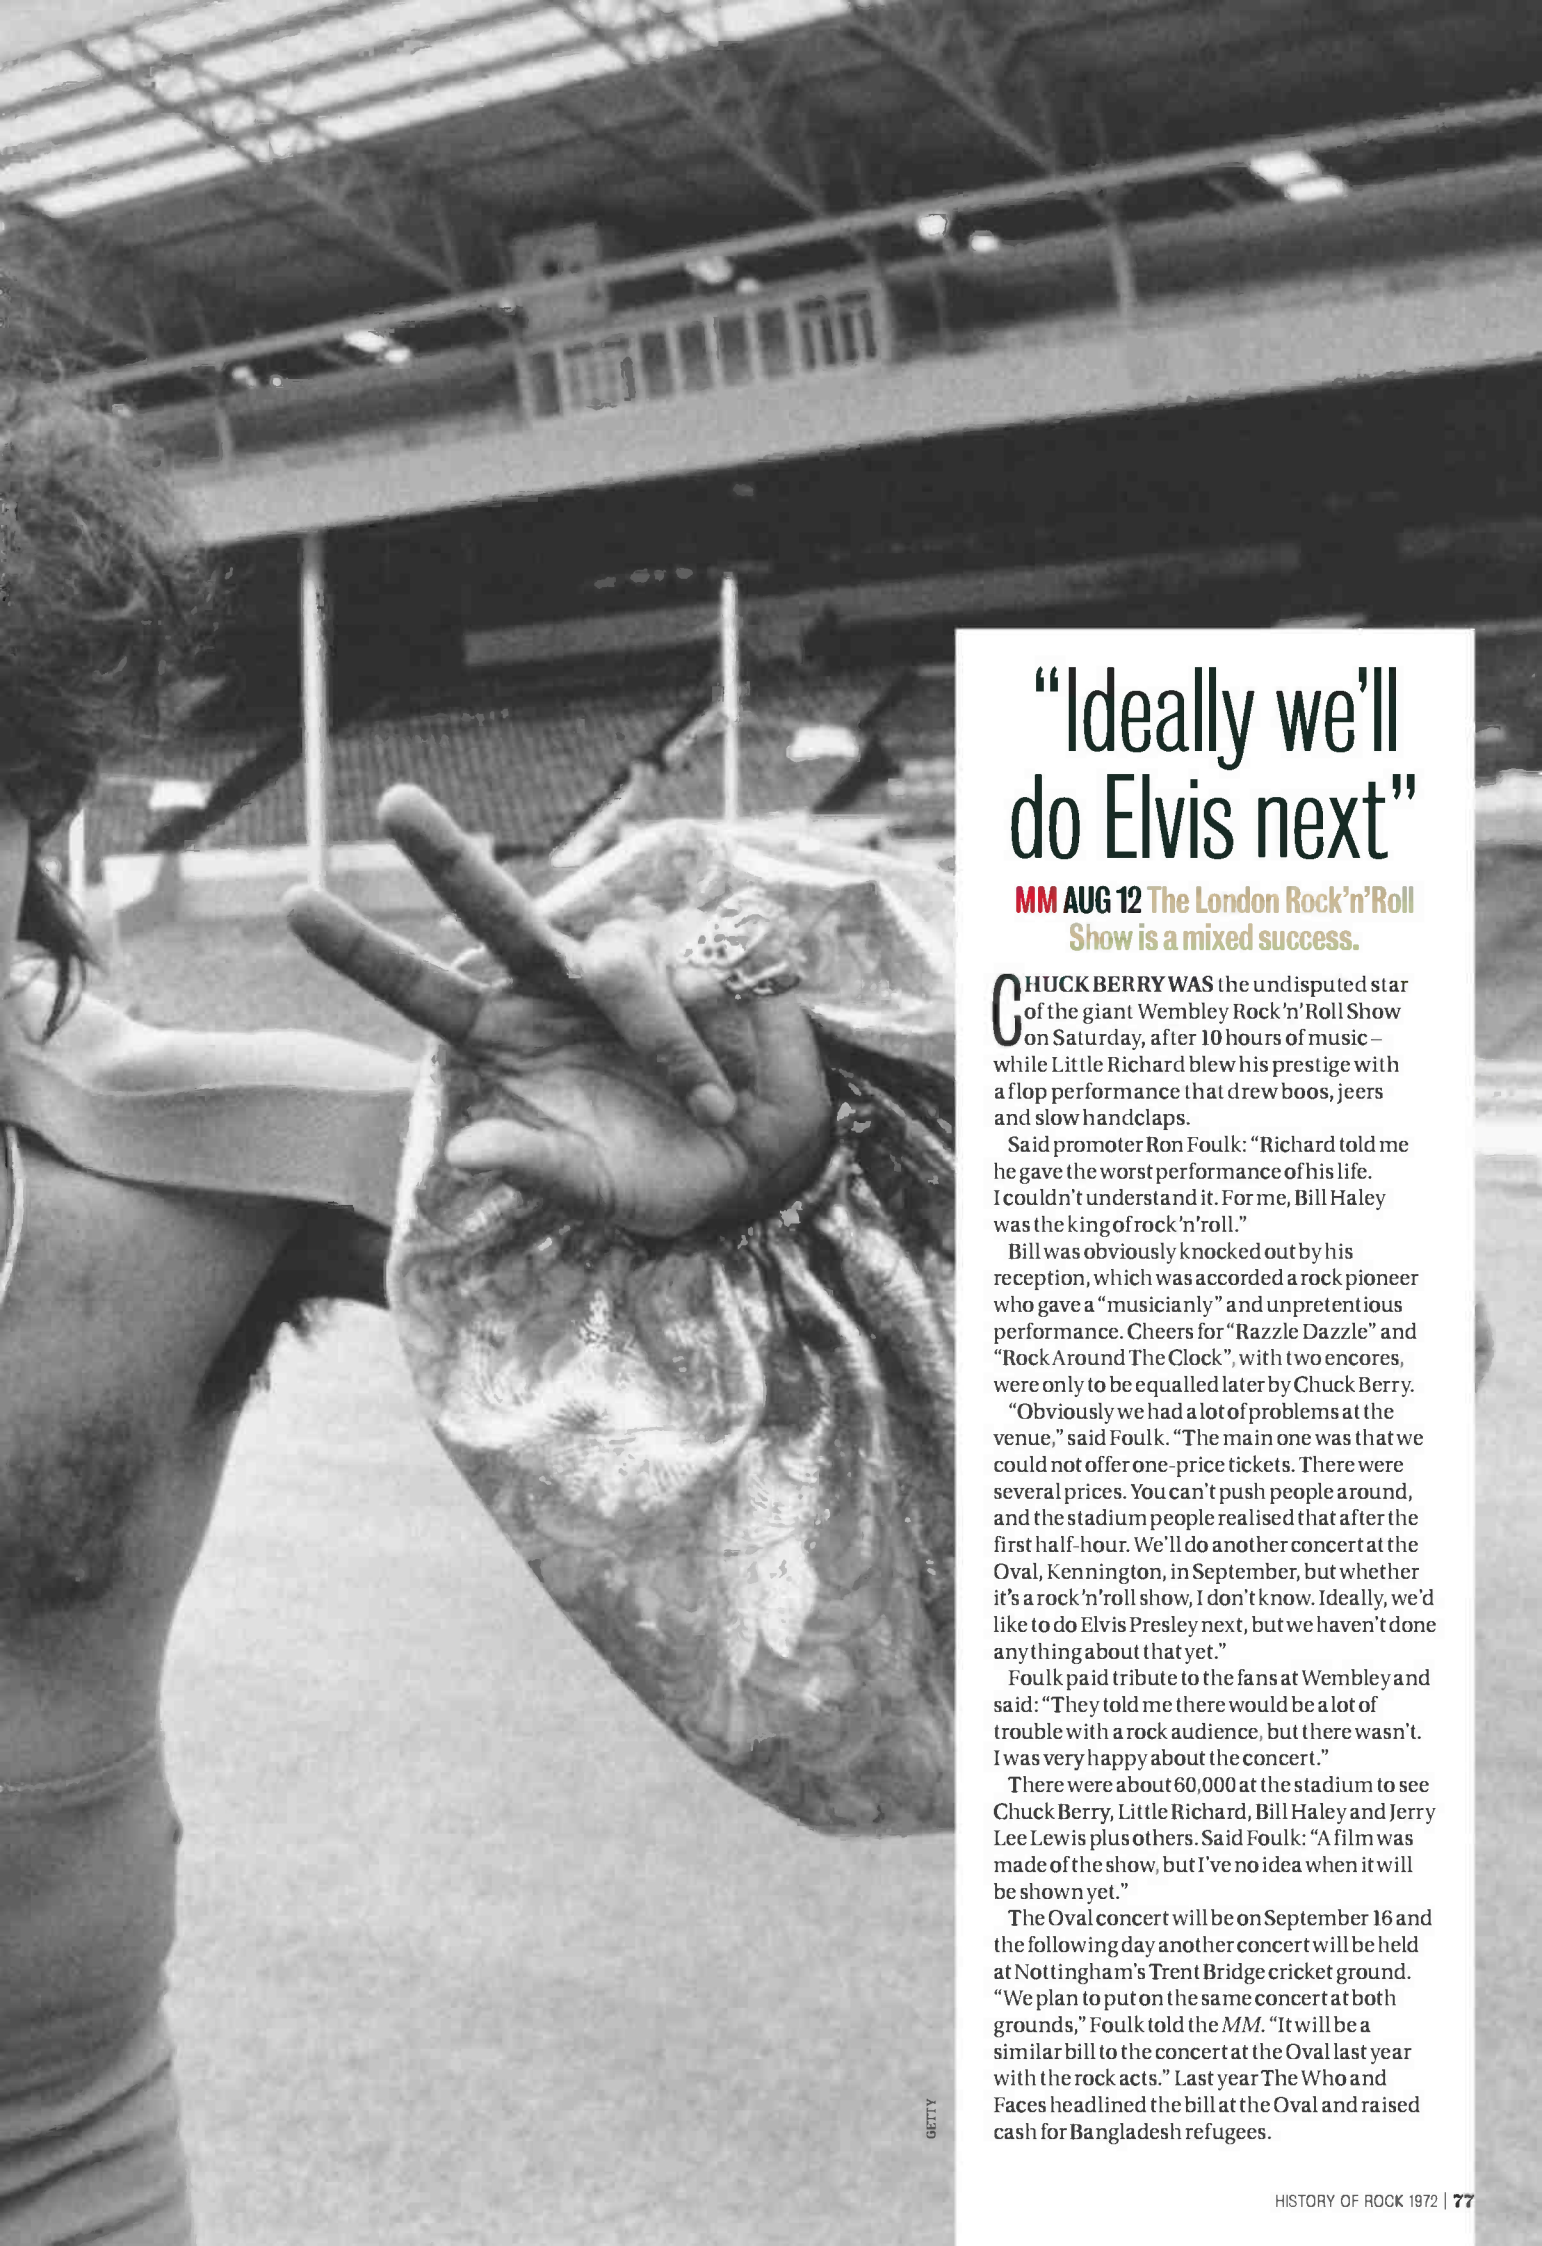 “Ideally we’ll
do Elvis next”
MM AUG 12 The London Rock’n’Roll
Show is a mixed success.
CHUCK BERRY WAS the undisputed star
of the giant Wembley Rock’n’Roll Show
on Saturday, after 10 hours of music –
while Little Richard blew his prestige with
a flop performance that drew boos, jeers
and slow handclaps.
Said promoter Ron Foulk: “Richard told me
he gave the worst performance of his life.
I couldn’t understand it. For me, Bill Haley
was the king of rock’n’roll.”
Bill was obviously knocked out by his
reception, which was accorded a rock pioneer
who gave a “musicianly” and unpretentious
performance. Cheers for “Razzle Dazzle” and
“Rock Around The Clock”, with two encores,
were only to be equalled later by Chuck Berry.
“Obviously we had a lot of problems at the
venue,” said Foulk. “The main one was that we
could not offer one-price tickets. There were
several prices. You can’t push people around,
and the stadium people realised that after the
first half-hour. We’ll do another concert at the
Oval, Kennington, in September, but whether
it’s a rock’n’roll show, I don’t know. Ideally, we’d
like to do Elvis Presley next, but we haven’t done
anything about that yet.”
Foulk paid tribute to the fans at Wembley and
said: “They told me there would be a lot of
trouble with a rock audience, but there wasn’t.
I was very happy about the concert.”
There were about 60,000 at the stadium to see
Chuck Berry, Little Richard, Bill Haley and Jerry
Lee Lewis plus others. Said Foulk: “A film was
made of the show, but I’ve no idea when it will
be shown yet.”
The Oval concert will be on September 16 and
the following day another concert will be held
at Nottingham’s Trent Bridge cricket ground.
“We plan to put on the same concert at both
grounds,” Foulk told the MM. “It will be a
similar bill to the concert at the Oval last year
with the rock acts.” Last year The Who and
Faces headlined the bill at the Oval and raised
cash for Bangladesh refugees.
GETTY
HISTORY OF ROCK 1972 | 77